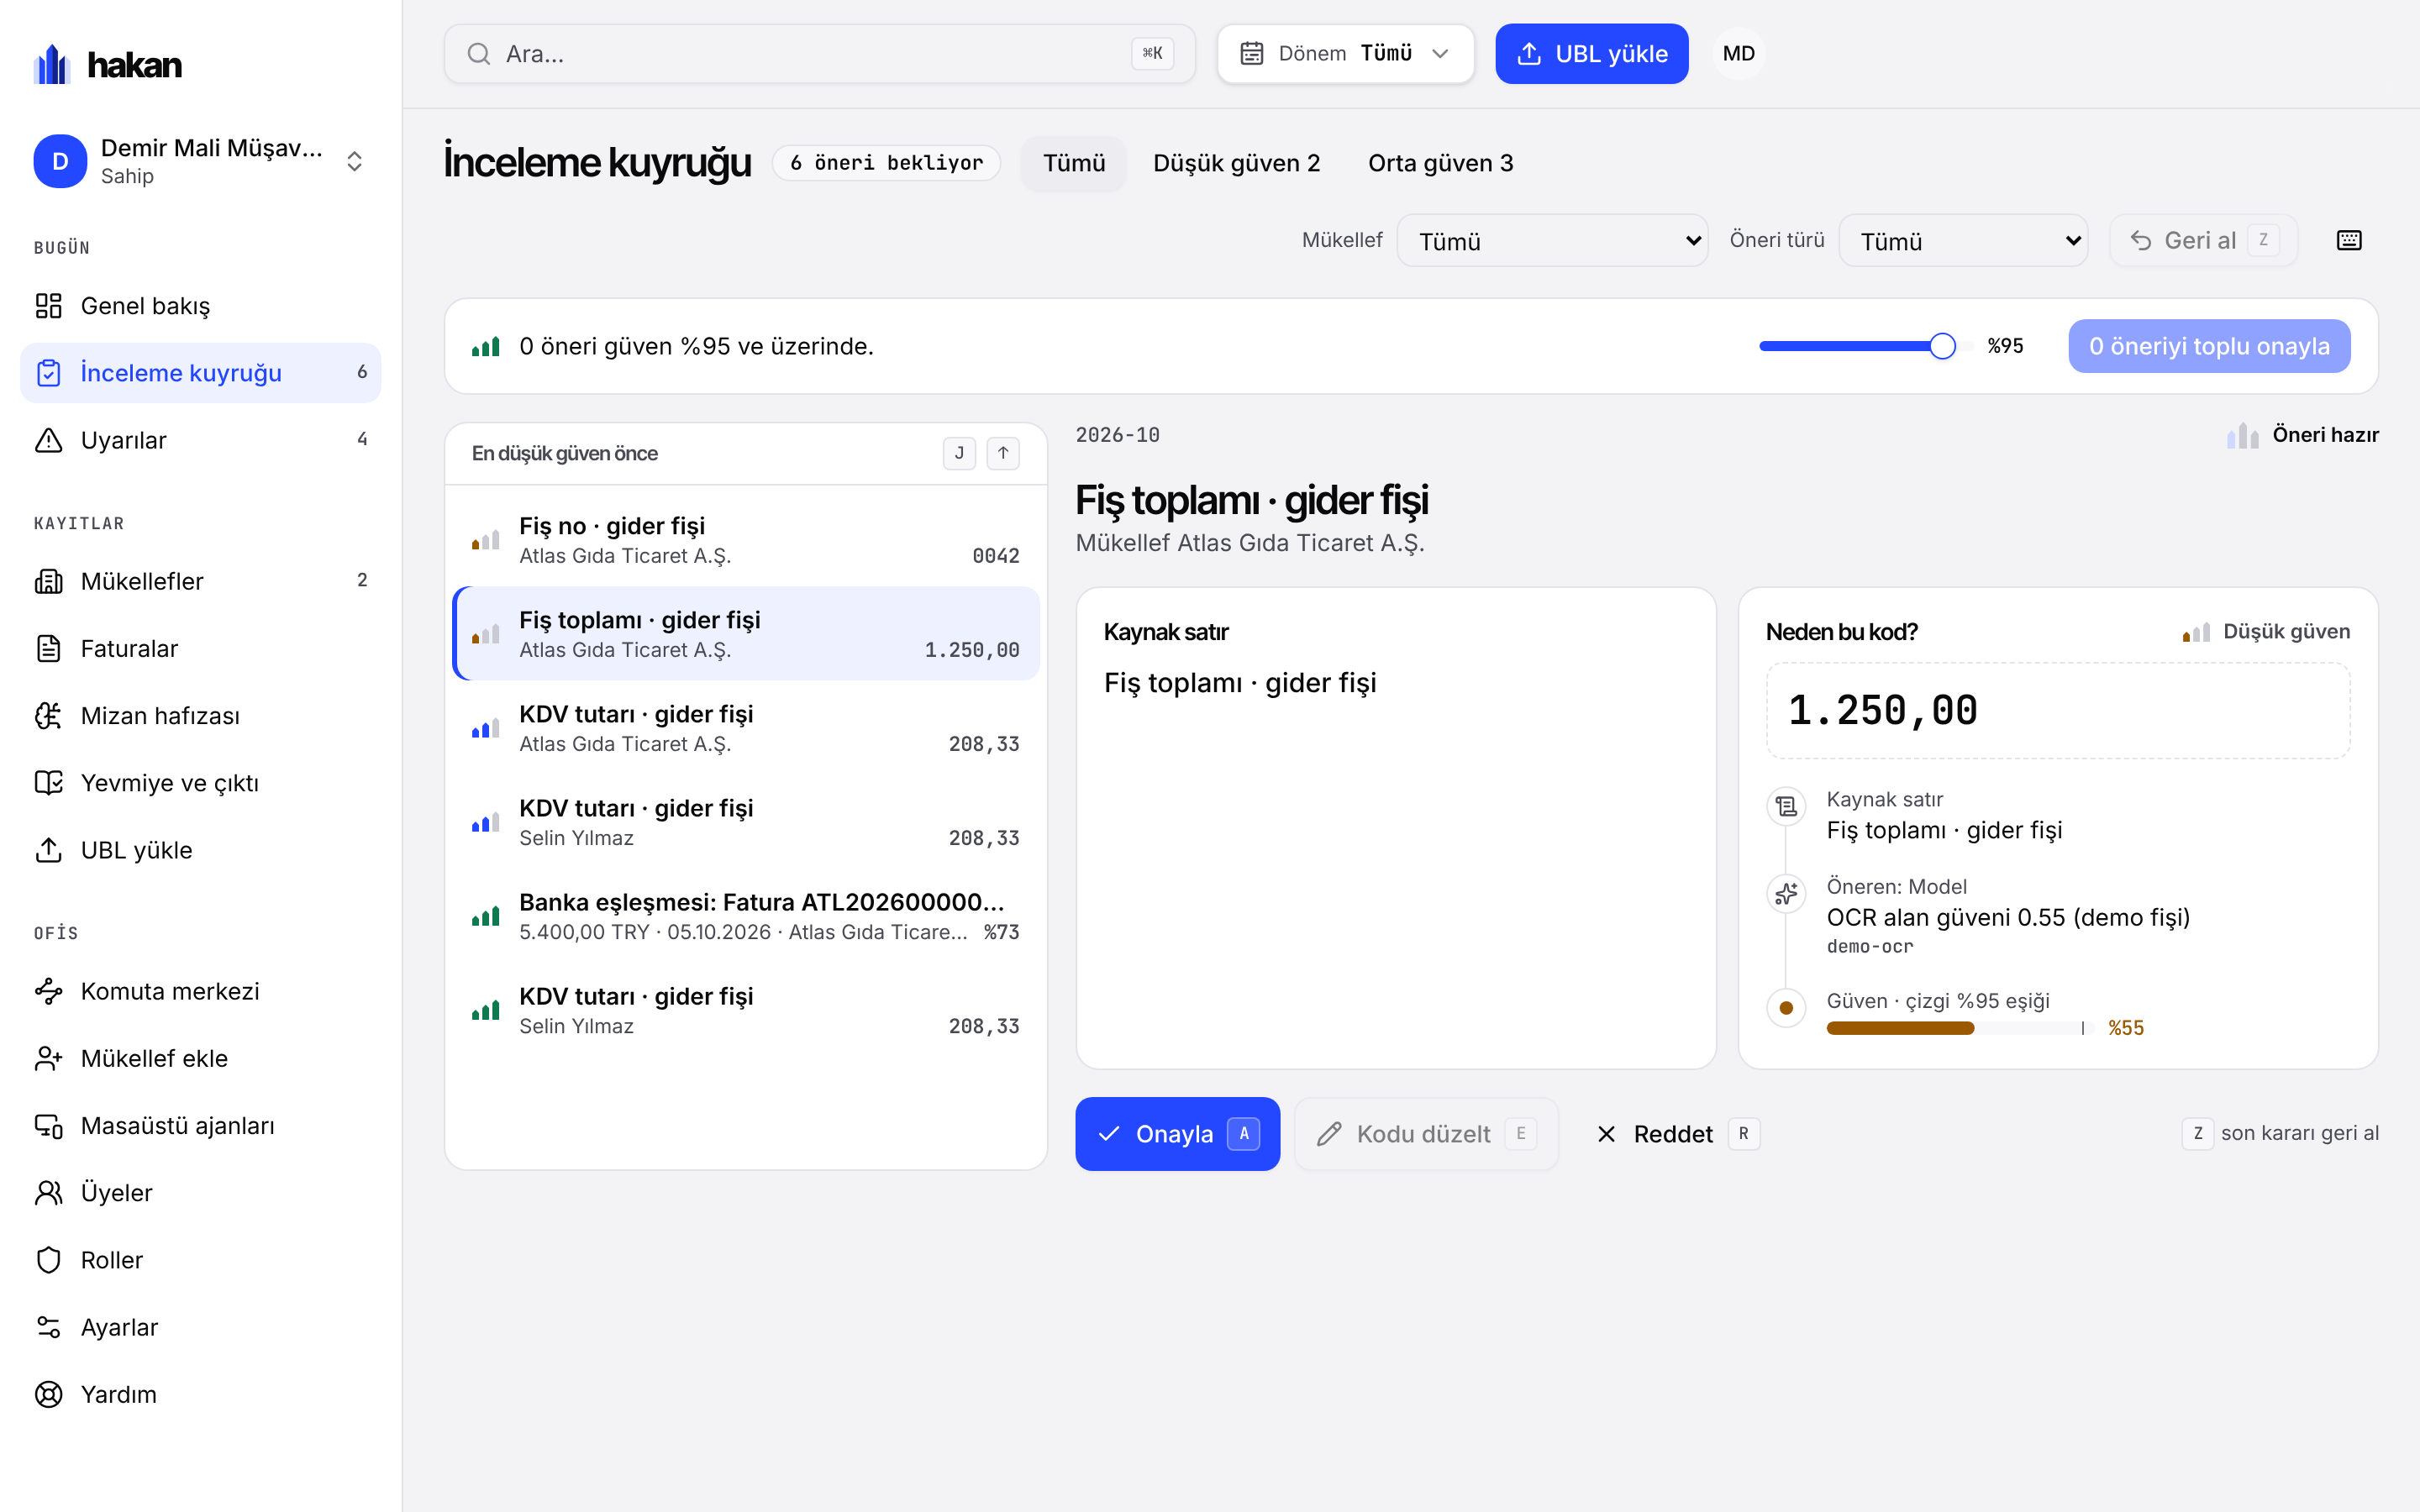 hakan
D
Demir Mali Müşav...
Sahip
BUGÜN
Genel bakış
İnceleme kuyruğu 6
Uyarılar 4
KAYITLAR
Mükellefler 2
Faturalar
Mizan hafızası
Yevmiye ve çıktı
UBL yükle
OFİS
Komuta merkezi
Mükellef ekle
Masaüstü ajanları
Üyeler
Roller
Ayarlar
Yardım
Ara... ⌘K
Dönem Tümü
UBL yükle
MD
İnceleme kuyruğu 6 öneri bekliyor Tümü Düşük güven 2 Orta güven 3
Mükellef Tümü Öneri türü Tümü Geri al Z
0 öneri güven %95 ve üzerinde. %95 0 öneriyi toplu onayla
En düşük güven önce J ↑
Fiş no · gider fişi
Atlas Gıda Ticaret A.Ş. 0042
Fiş toplamı · gider fişi
Atlas Gıda Ticaret A.Ş. 1.250,00
KDV tutarı · gider fişi
Atlas Gıda Ticaret A.Ş. 208,33
KDV tutarı · gider fişi
Selin Yılmaz 208,33
Banka eşleşmesi: Fatura ATL202600000...
5.400,00 TRY · 05.10.2026 · Atlas Gıda Ticare... %73
KDV tutarı · gider fişi
Selin Yılmaz 208,33
2026-10 Öneri hazır
Fiş toplamı · gider fişi
Mükellef Atlas Gıda Ticaret A.Ş.
Kaynak satır
Fiş toplamı · gider fişi
Neden bu kod? Düşük güven
1.250,00
Kaynak satır
Fiş toplamı · gider fişi
Öneren: Model
OCR alan güveni 0.55 (demo fişi)
demo-ocr
Güven · çizgi %95 eşiği
%55
Onayla A Kodu düzelt E Reddet R Z son kararı geri al